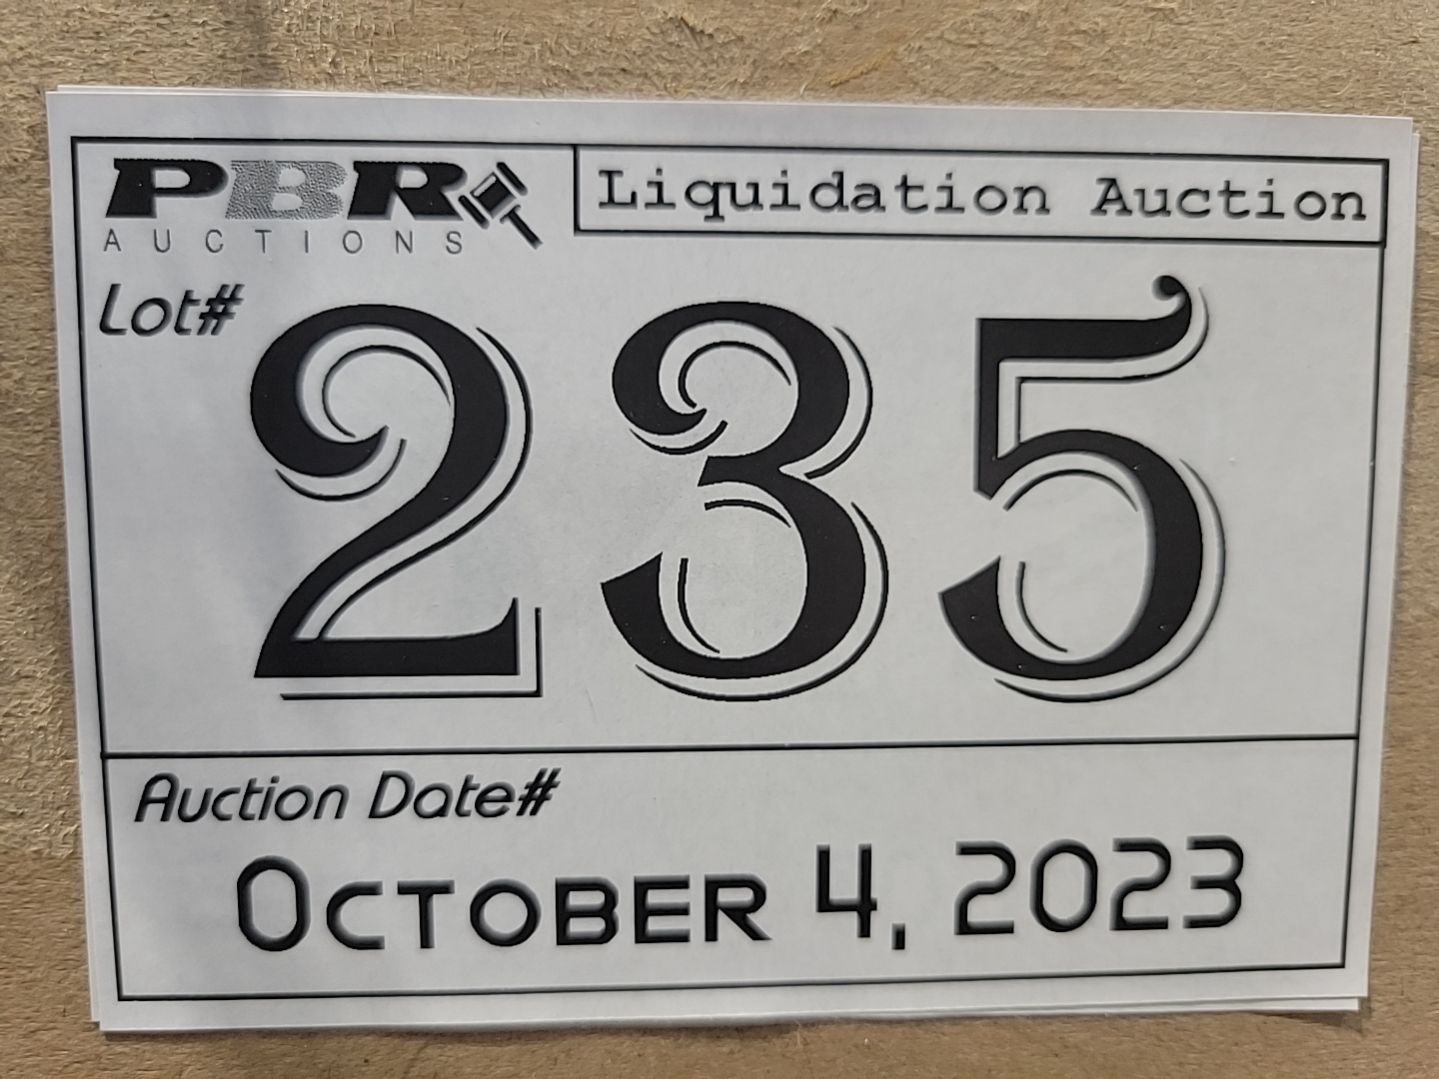 PBR
AUCTIONS
Liquidation Auction
Lot#
235
Auction Date#
OCTOBER 4, 2023